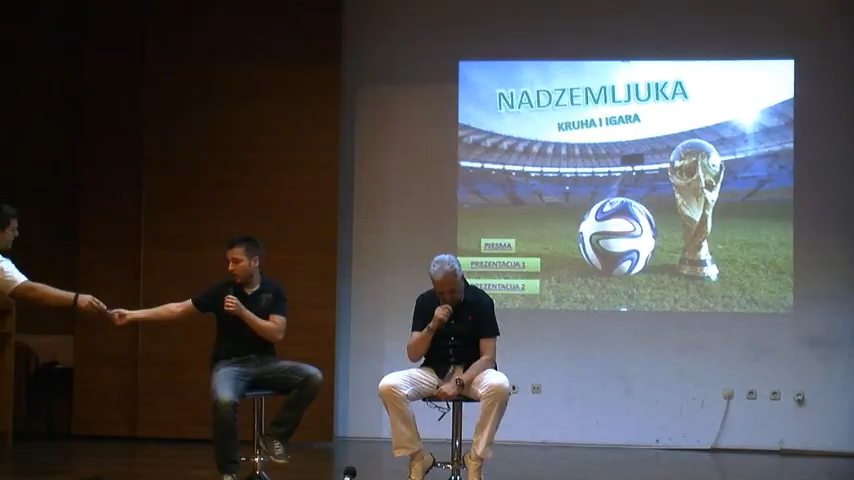 NADZEMLJUKA
KRUHA I IGARA
PJESMA
PREZENTACIJA 1
PREZENTACIJA 2